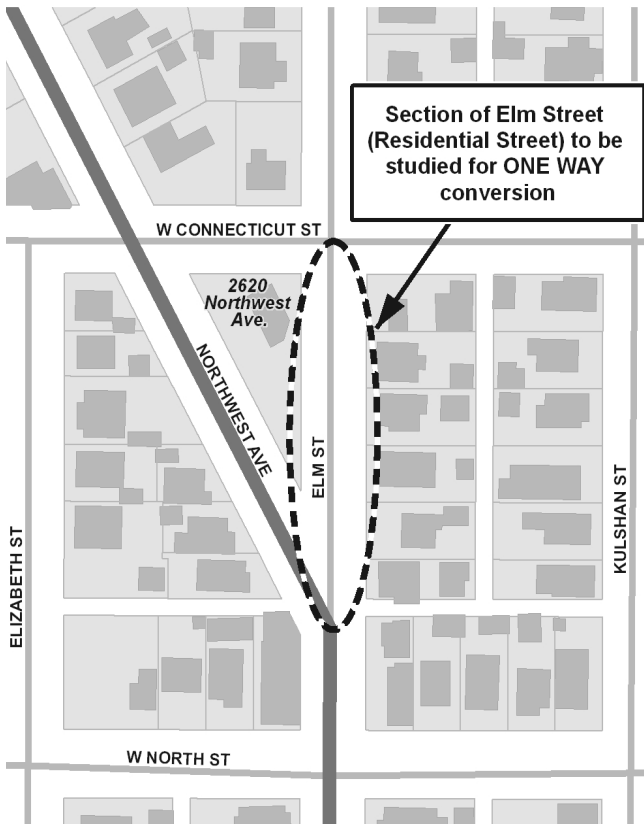 Section of Elm Street
(Residential Street) to be
studied for ONE WAY
conversion
W CONNECTICUT ST
2620
Northwest
Ave.
NORTHWEST AVE
ELM ST
KULSHAN ST
ELIZABETH ST
W NORTH ST